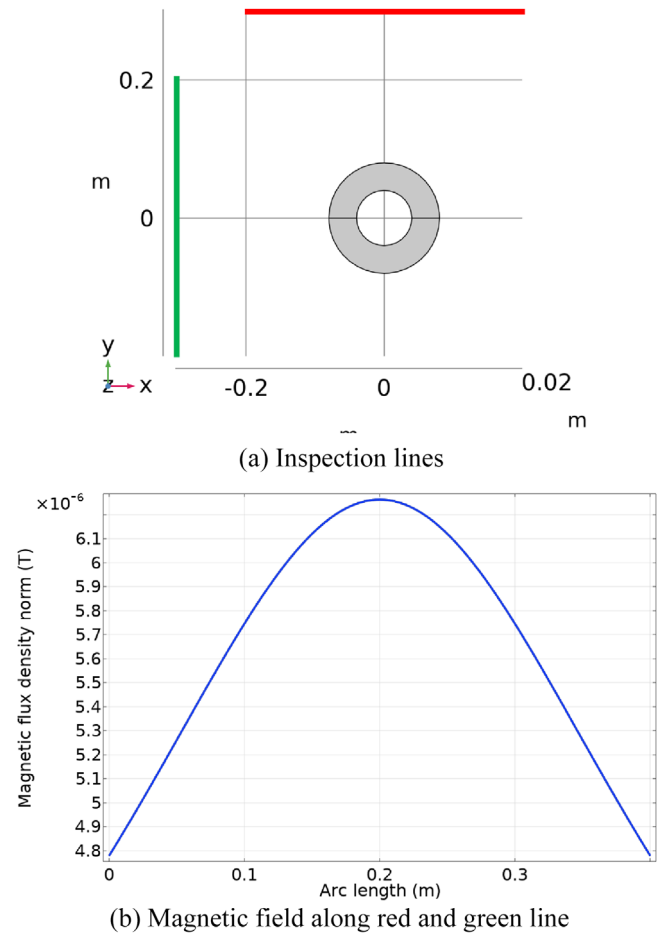 0.2
m
0
y
z x
-0.2 0 0.02
m
(a) Inspection lines
×10⁻⁶
Magnetic flux density norm (T)
6.1
6
5.9
5.8
5.7
5.6
5.5
5.4
5.3
5.2
5.1
5
4.9
4.8
0 0.1 0.2 0.3
Arc length (m)
(b) Magnetic field along red and green line